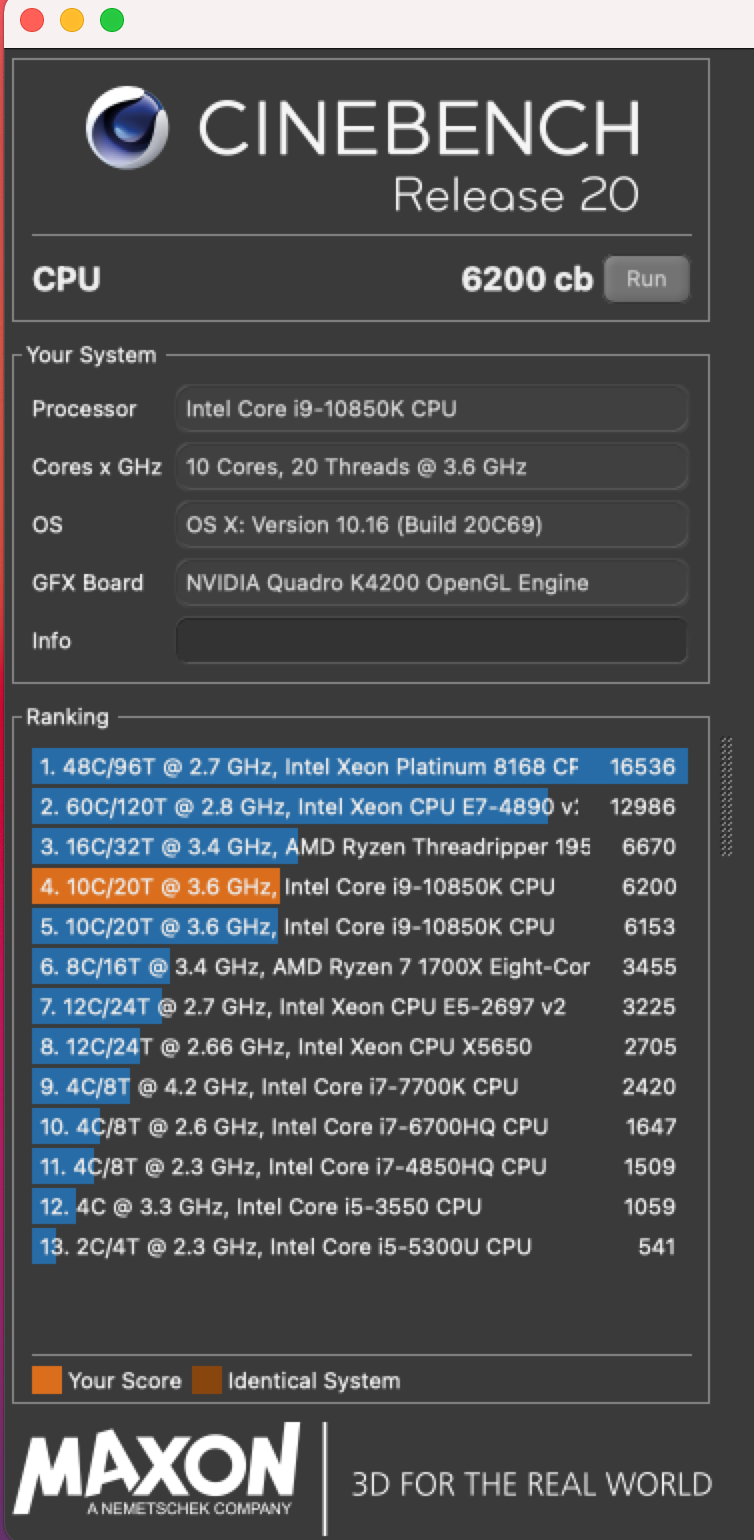 CINEBENCH
Release 20
CPU 6200 cb Run
Your System
Processor Intel Core i9-10850K CPU
Cores x GHz 10 Cores, 20 Threads @ 3.6 GHz
OS OS X: Version 10.16 (Build 20C69)
GFX Board NVIDIA Quadro K4200 OpenGL Engine
Info
Ranking
1. 48C/96T @ 2.7 GHz, Intel Xeon Platinum 8168 CP 16536
2. 60C/120T @ 2.8 GHz, Intel Xeon CPU E7-4890 v2 12986
3. 16C/32T @ 3.4 GHz, AMD Ryzen Threadripper 195 6670
4. 10C/20T @ 3.6 GHz, Intel Core i9-10850K CPU 6200
5. 10C/20T @ 3.6 GHz, Intel Core i9-10850K CPU 6153
6. 8C/16T @ 3.4 GHz, AMD Ryzen 7 1700X Eight-Cor 3455
7. 12C/24T @ 2.7 GHz, Intel Xeon CPU E5-2697 v2 3225
8. 12C/24T @ 2.66 GHz, Intel Xeon CPU X5650 2705
9. 4C/8T @ 4.2 GHz, Intel Core i7-7700K CPU 2420
10. 4C/8T @ 2.6 GHz, Intel Core i7-6700HQ CPU 1647
11. 4C/8T @ 2.3 GHz, Intel Core i7-4850HQ CPU 1509
12. 4C @ 3.3 GHz, Intel Core i5-3550 CPU 1059
13. 2C/4T @ 2.3 GHz, Intel Core i5-5300U CPU 541
Your Score Identical System
MAXON
A NEMETSCHEK COMPANY
3D FOR THE REAL WORLD